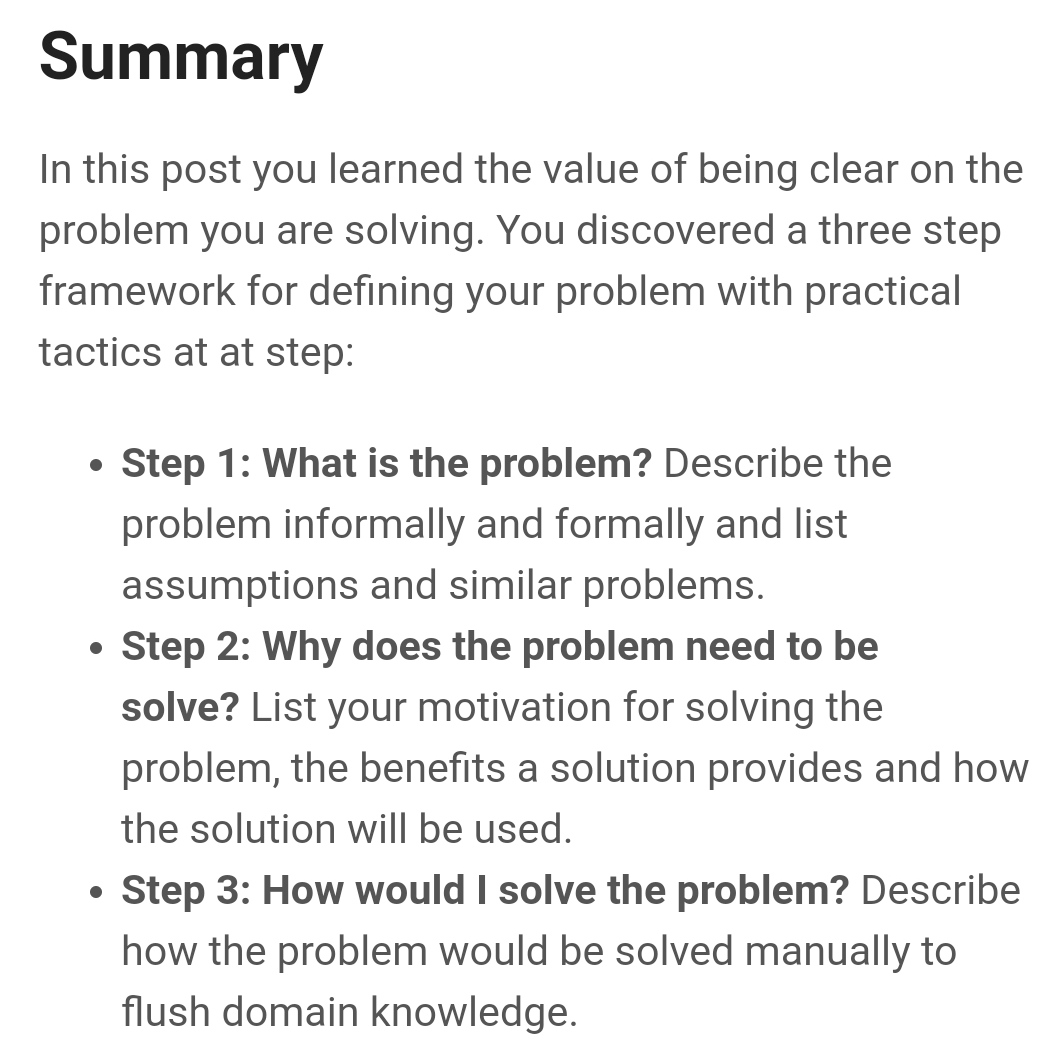 Summary
In this post you learned the value of being clear on the
problem you are solving. You discovered a three step
framework for defining your problem with practical
tactics at at step:
• Step 1: What is the problem? Describe the
problem informally and formally and list
assumptions and similar problems.
• Step 2: Why does the problem need to be
solve? List your motivation for solving the
problem, the benefits a solution provides and how
the solution will be used.
• Step 3: How would I solve the problem? Describe
how the problem would be solved manually to
flush domain knowledge.